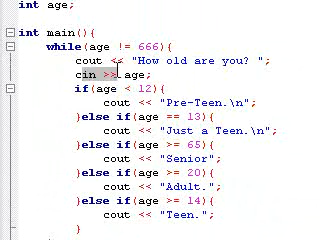 int age;
int main(){
while(age != 666){
cout << "How old are you? ";
cin >> age;
if(age < 12){
cout << "Pre-Teen.\n";
}else if(age == 13){
cout << "Just a Teen.\n";
}else if(age >= 65){
cout << "Senior";
}else if(age >= 20){
cout << "Adult.";
}else if(age >= 14){
cout << "Teen.";
}